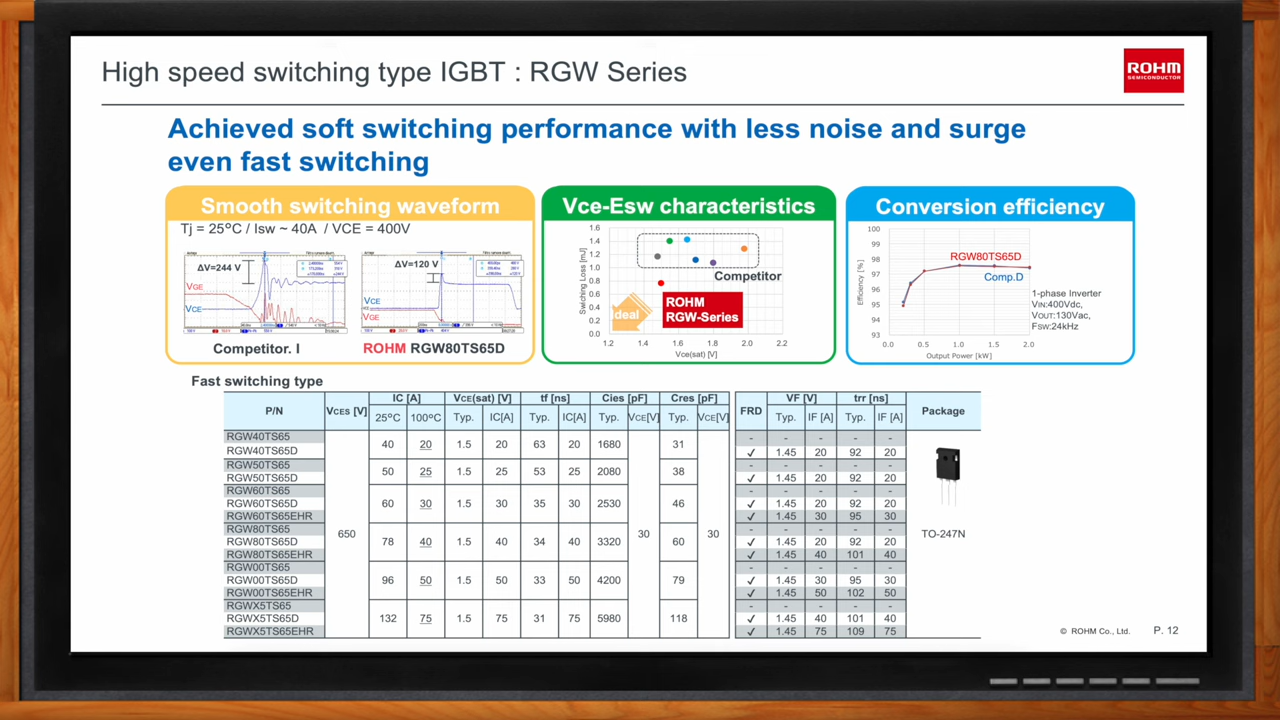 High speed switching type IGBT : RGW Series
ROHM
SEMICONDUCTOR
Achieved soft switching performance with less noise and surge
even fast switching
Smooth switching waveform
Tj = 25°C / Isw ~ 40A / VCE = 400V
ΔV=244 V
VGE
VCE
Competitor. I
ΔV=120 V
VCE
VGE
ROHM RGW80TS65D
Vce-Esw characteristics
Swiching Loss [mJ]
1.6
1.4
1.2
1.0
0.8
0.6
0.4
0.2
0.0
Competitor
Ideal
ROHM
RGW-Series
1.2 1.4 1.6 1.8 2.0 2.2
Vce(sat) [V]
Conversion efficiency
Efficiency [%]
100
99
98
97
96
95
94
93
RGW80TS65D
Comp.D
0.0 0.5 1.0 1.5 2.0
Output Power [kW]
1-phase Inverter
VIN:400Vdc,
VOUT:130Vac,
FSW:24kHz
Fast switching type
P/N VCES [V] IC [A] VCE(sat) [V] tf [ns] Cies [pF] Cres [pF] FRD VF [V] trr [ns] Package
25°C 100°C Typ. IC[A] Typ. IC[A] Typ. VCE[V] Typ. VCE[V] Typ. IF [A] Typ. IF [A]
RGW40TS65 - - - - -
40 20 1.5 20 63 20 1680 31
RGW40TS65D ✓ 1.45 20 92 20
RGW50TS65 - - - - -
50 25 1.5 25 53 25 2080 38
RGW50TS65D ✓ 1.45 20 92 20
RGW60TS65 - - - - -
RGW60TS65D 60 30 1.5 30 35 30 2530 46 ✓ 1.45 20 92 20
RGW60TS65EHR ✓ 1.45 30 95 30
RGW80TS65 - - - - -
650 30 30 TO-247N
RGW80TS65D 78 40 1.5 40 34 40 3320 60 ✓ 1.45 20 92 20
RGW80TS65EHR ✓ 1.45 40 101 40
RGW00TS65 - - - - -
RGW00TS65D 96 50 1.5 50 33 50 4200 79 ✓ 1.45 30 95 30
RGW00TS65EHR ✓ 1.45 50 102 50
RGWX5TS65 - - - - -
RGWX5TS65D 132 75 1.5 75 31 75 5980 118 ✓ 1.45 40 101 40
RGWX5TS65EHR ✓ 1.45 75 109 75
© ROHM Co., Ltd. P. 12